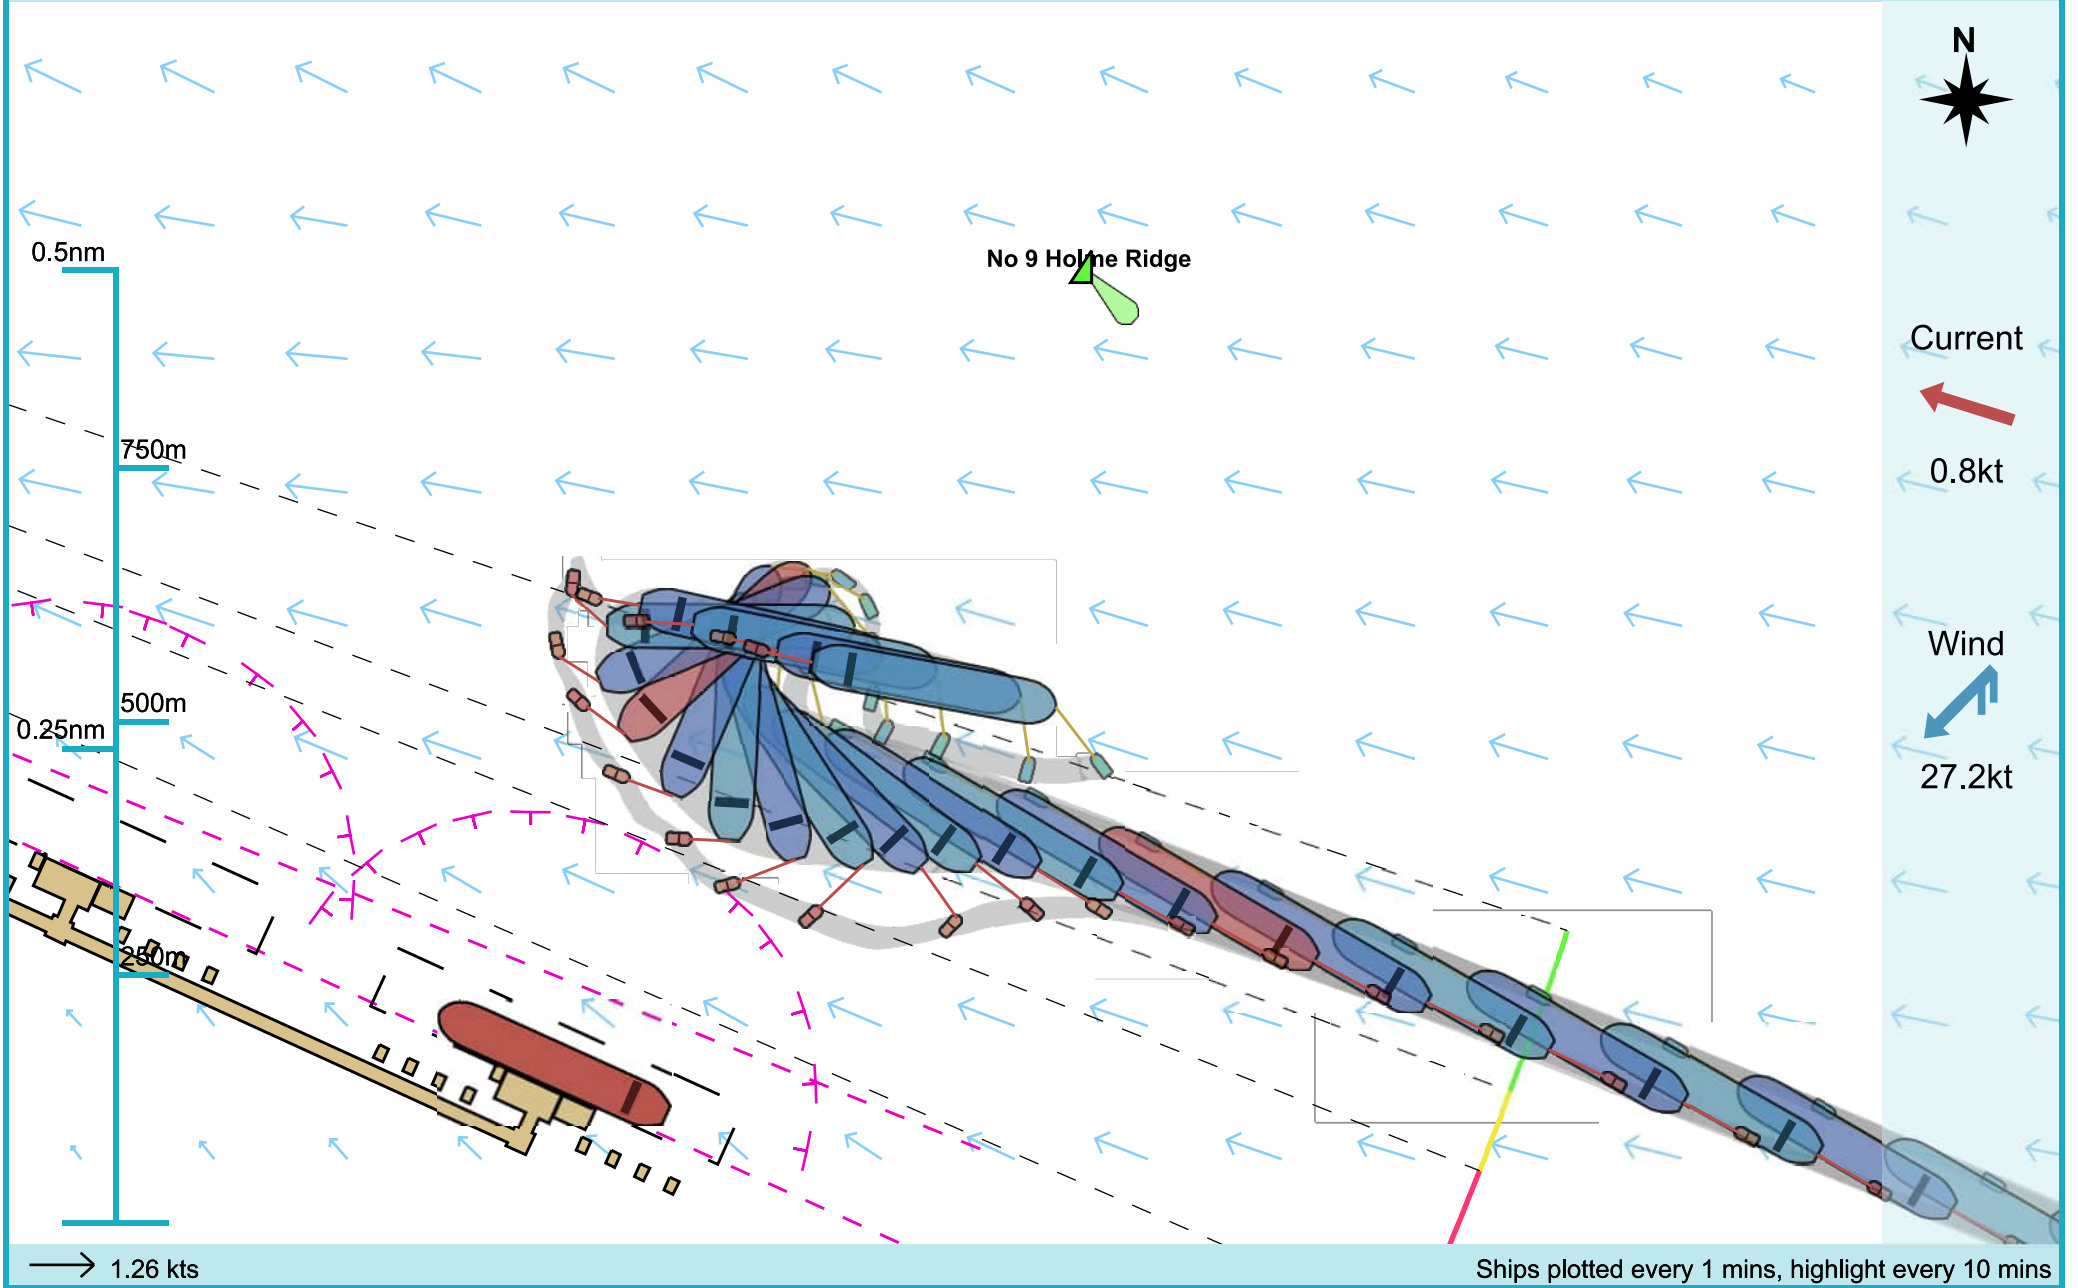 N
0.5nm
No 9 Holme Ridge
Current
750m
0.8kt
Wind
500m
0.25nm
27.2kt
250m
1.26 kts
Ships plotted every 1 mins, highlight every 10 mins